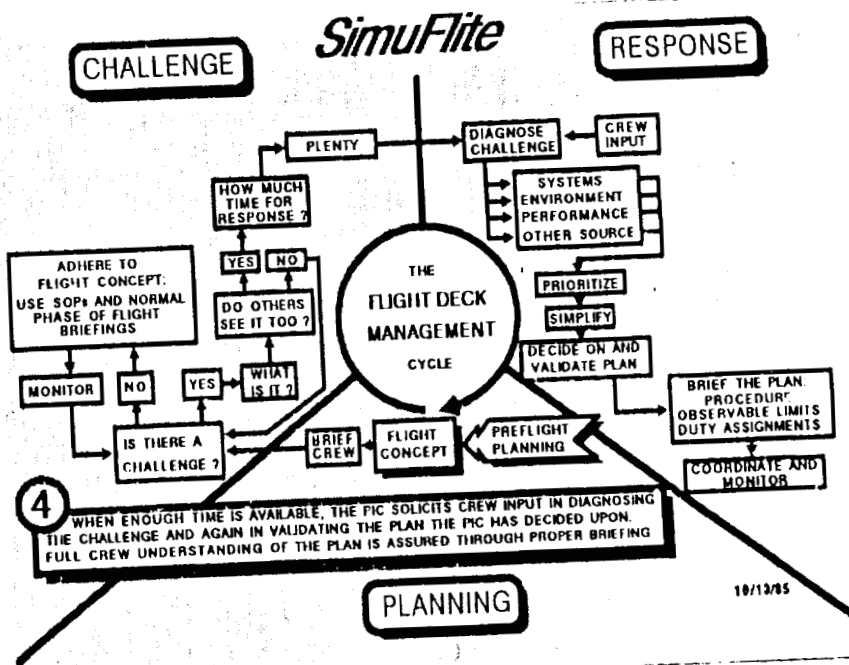 SimuFlite
CHALLENGE
RESPONSE
PLENTY
DIAGNOSE
CHALLENGE
CREW
INPUT
HOW MUCH
TIME FOR
RESPONSE ?
SYSTEMS
ENVIRONMENT
PERFORMANCE
OTHER SOURCE
YES
NO
ADHERE TO
FLIGHT CONCEPT:
USE SOPs AND NORMAL
PHASE OF FLIGHT
BRIEFINGS
DO OTHERS
SEE IT TOO ?
THE
FLIGHT DECK
MANAGEMENT
CYCLE
PRIORITIZE
SIMPLIFY
DECIDE ON AND
VALIDATE PLAN
MONITOR
NO
YES
WHAT
IS IT ?
BRIEF THE PLAN:
PROCEDURE
OBSERVABLE LIMITS
DUTY ASSIGNMENTS
IS THERE A
CHALLENGE ?
BRIEF
CREW
FLIGHT
CONCEPT
PREFLIGHT
PLANNING
COORDINATE AND
MONITOR
4
WHEN ENOUGH TIME IS AVAILABLE, THE PIC SOLICITS CREW INPUT IN DIAGNOSING
THE CHALLENGE AND AGAIN IN VALIDATING THE PLAN THE PIC HAS DECIDED UPON.
FULL CREW UNDERSTANDING OF THE PLAN IS ASSURED THROUGH PROPER BRIEFING
PLANNING